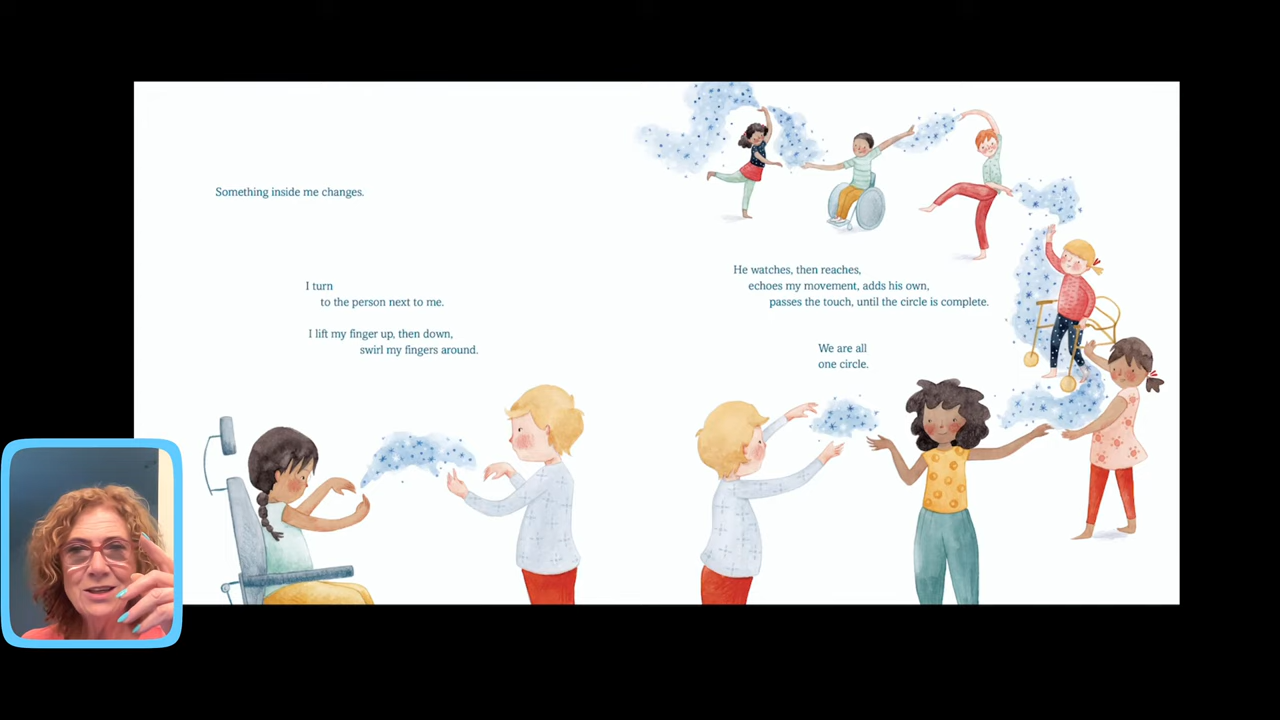 Something inside me changes.
I turn
to the person next to me.
I lift my finger up, then down,
swirl my fingers around.
He watches, then reaches,
echoes my movement, adds his own,
passes the touch, until the circle is complete.
We are all
one circle.